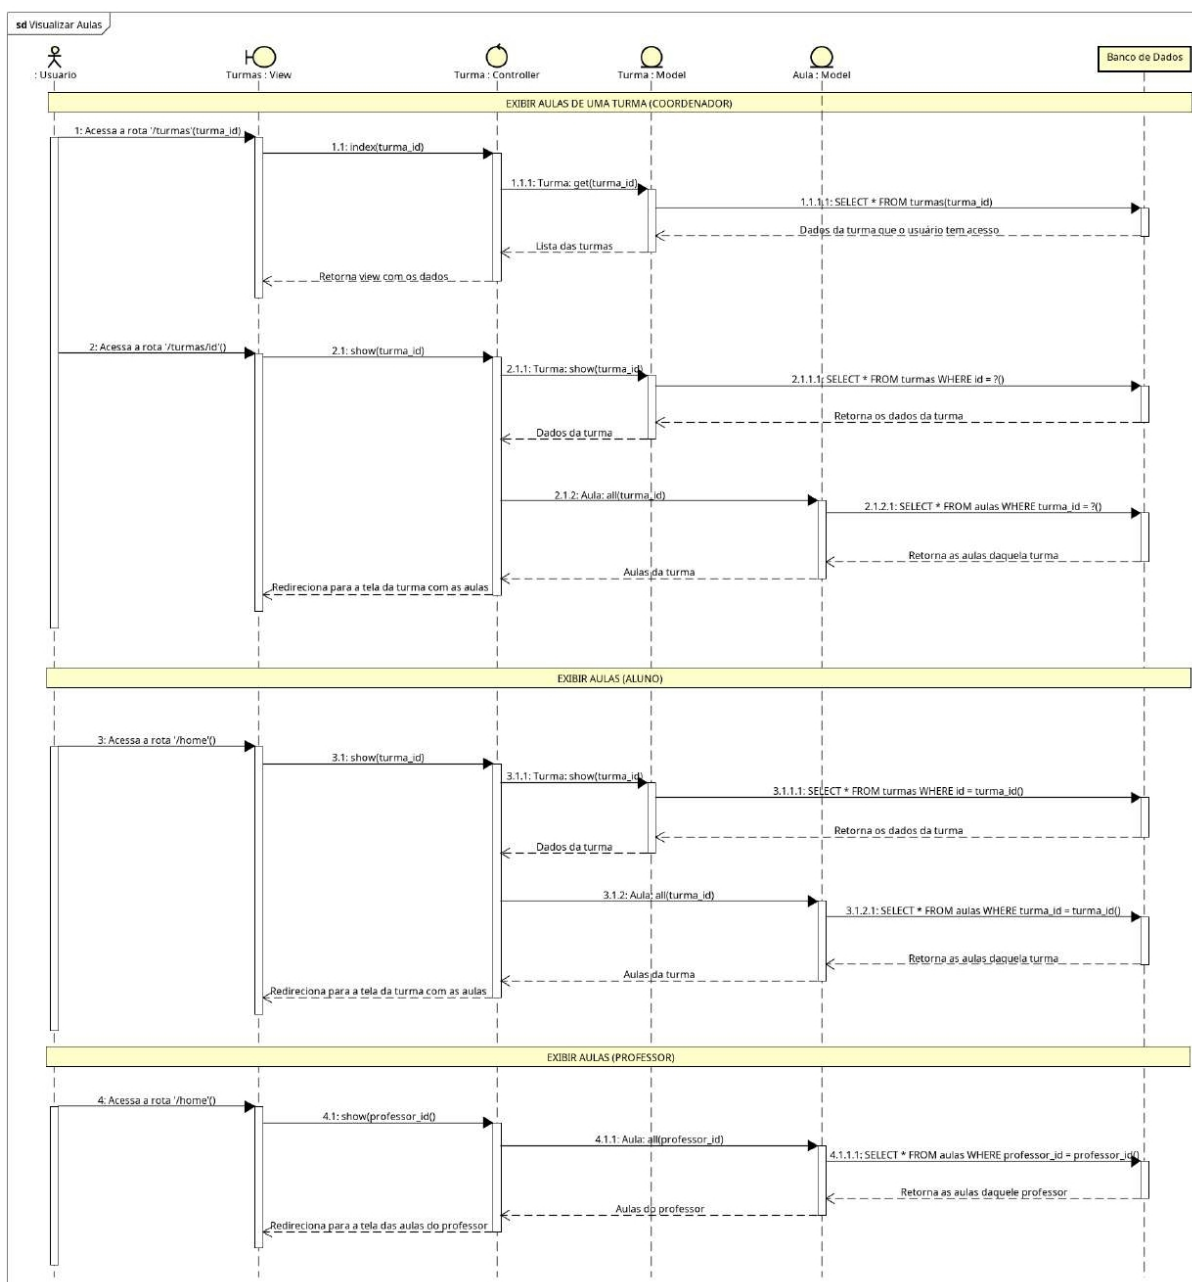 sd Visualizar Aulas
: Usuario
Turmas : View
Turma : Controller
Turma : Model
Aula : Model
Banco de Dados
EXIBIR AULAS DE UMA TURMA (COORDENADOR)
1: Acessa a rota '/turmas'(turma_id)
1.1: index(turma_id)
1.1.1: Turma: get(turma_id)
1.1.1.1: SELECT * FROM turmas(turma_id)
Dados da turma que o usuário tem acesso
Lista das turmas
Retorna view com os dados
2: Acessa a rota '/turmas/id'()
2.1: show(turma_id)
2.1.1: Turma: show(turma_id)
2.1.1.1: SELECT * FROM turmas WHERE id = ?()
Retorna os dados da turma
Dados da turma
2.1.2: Aula: all(turma_id)
2.1.2.1: SELECT * FROM aulas WHERE turma_id = ?()
Retorna as aulas daquela turma
Aulas da turma
Redireciona para a tela da turma com as aulas
EXIBIR AULAS (ALUNO)
3: Acessa a rota '/home'()
3.1: show(turma_id)
3.1.1: Turma: show(turma_id)
3.1.1.1: SELECT * FROM turmas WHERE id = turma_id()
Retorna os dados da turma
Dados da turma
3.1.2: Aula: all(turma_id)
3.1.2.1: SELECT * FROM aulas WHERE turma_id = turma_id()
Retorna as aulas daquela turma
Aulas da turma
Redireciona para a tela da turma com as aulas
EXIBIR AULAS (PROFESSOR)
4: Acessa a rota '/home'()
4.1: show(professor_id()
4.1.1: Aula: all(professor_id)
4.1.1.1: SELECT * FROM aulas WHERE professor_id = professor_id()
Retorna as aulas daquele professor
Aulas do professor
Redireciona para a tela das aulas do professor